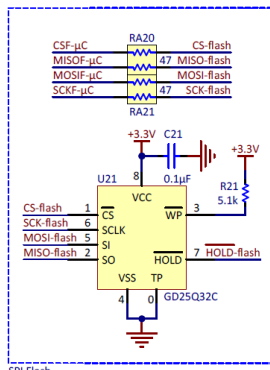 RA20
CSF-µC CS-flash
MISOF-µC 47 MISO-flash
MOSIF-µC MOSI-flash
SCKF-µC 47 SCK-flash
RA21
+3.3V C21 +3.3V
U21 8 0.1µF R21
VCC 5.1k
CS-flash 1 CS WP 3
SCK-flash 6 SCLK
MOSI-flash 5 SI
MISO-flash 2 SO HOLD 7 HOLD-flash
VSS TP
4 0 GD25Q32C
SPI Flash